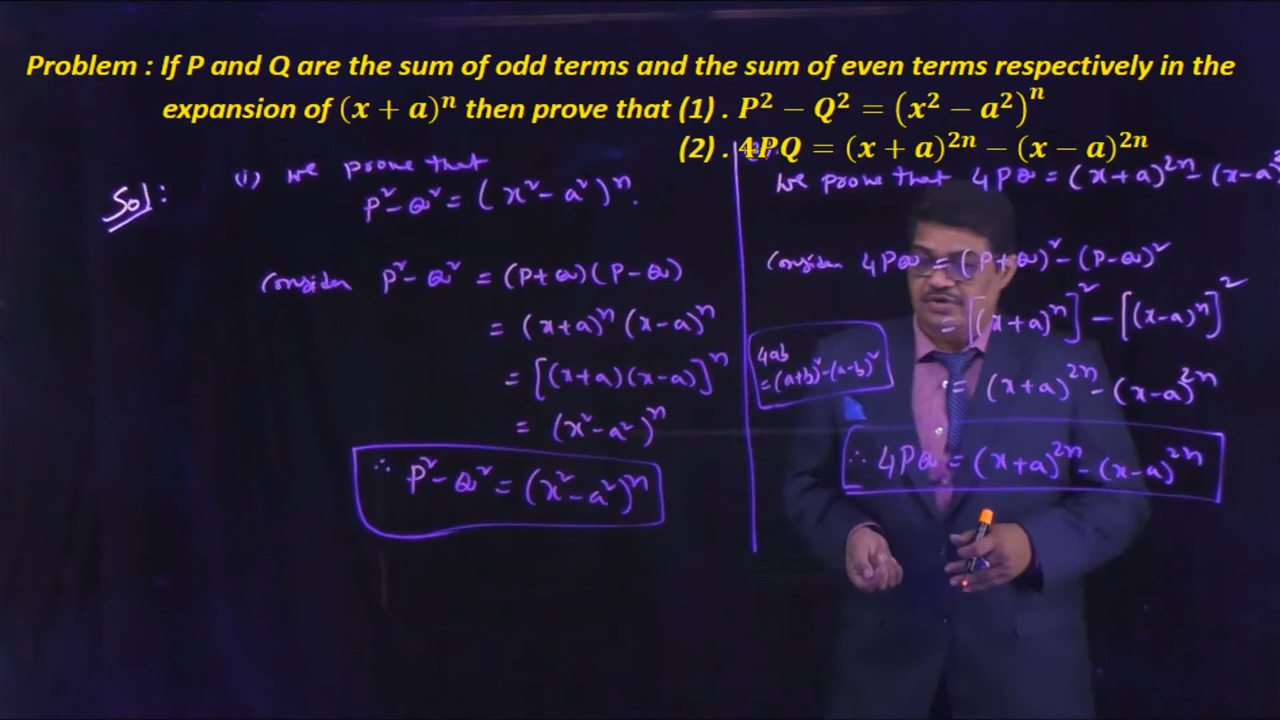 Problem : If P and Q are the sum of odd terms and the sum of even terms respectively in the
expansion of (x + a)ⁿ then prove that (1) . P² − Q² = (x² − a²)ⁿ
(2) . 4PQ = (x + a)²ⁿ − (x − a)²ⁿ
Sol :
(i) We prove that
P² − Q² = (x² − a²)ⁿ.
Consider P² − Q² = (P+Q)(P−Q)
= (x+a)ⁿ (x−a)ⁿ
= [(x+a)(x−a)]ⁿ
= (x² − a²)ⁿ
∴ P² − Q² = (x² − a²)ⁿ
We prove that 4PQ = (x+a)²ⁿ − (x−a)
Consider 4PQ = (P+Q)² − (P−Q)²
= [(x+a)ⁿ]² − [(x−a)ⁿ]²
4ab
= (a+b)² − (a−b)²
= (x+a)²ⁿ − (x−a)²ⁿ
∴ 4PQ = (x+a)²ⁿ − (x−a)²ⁿ